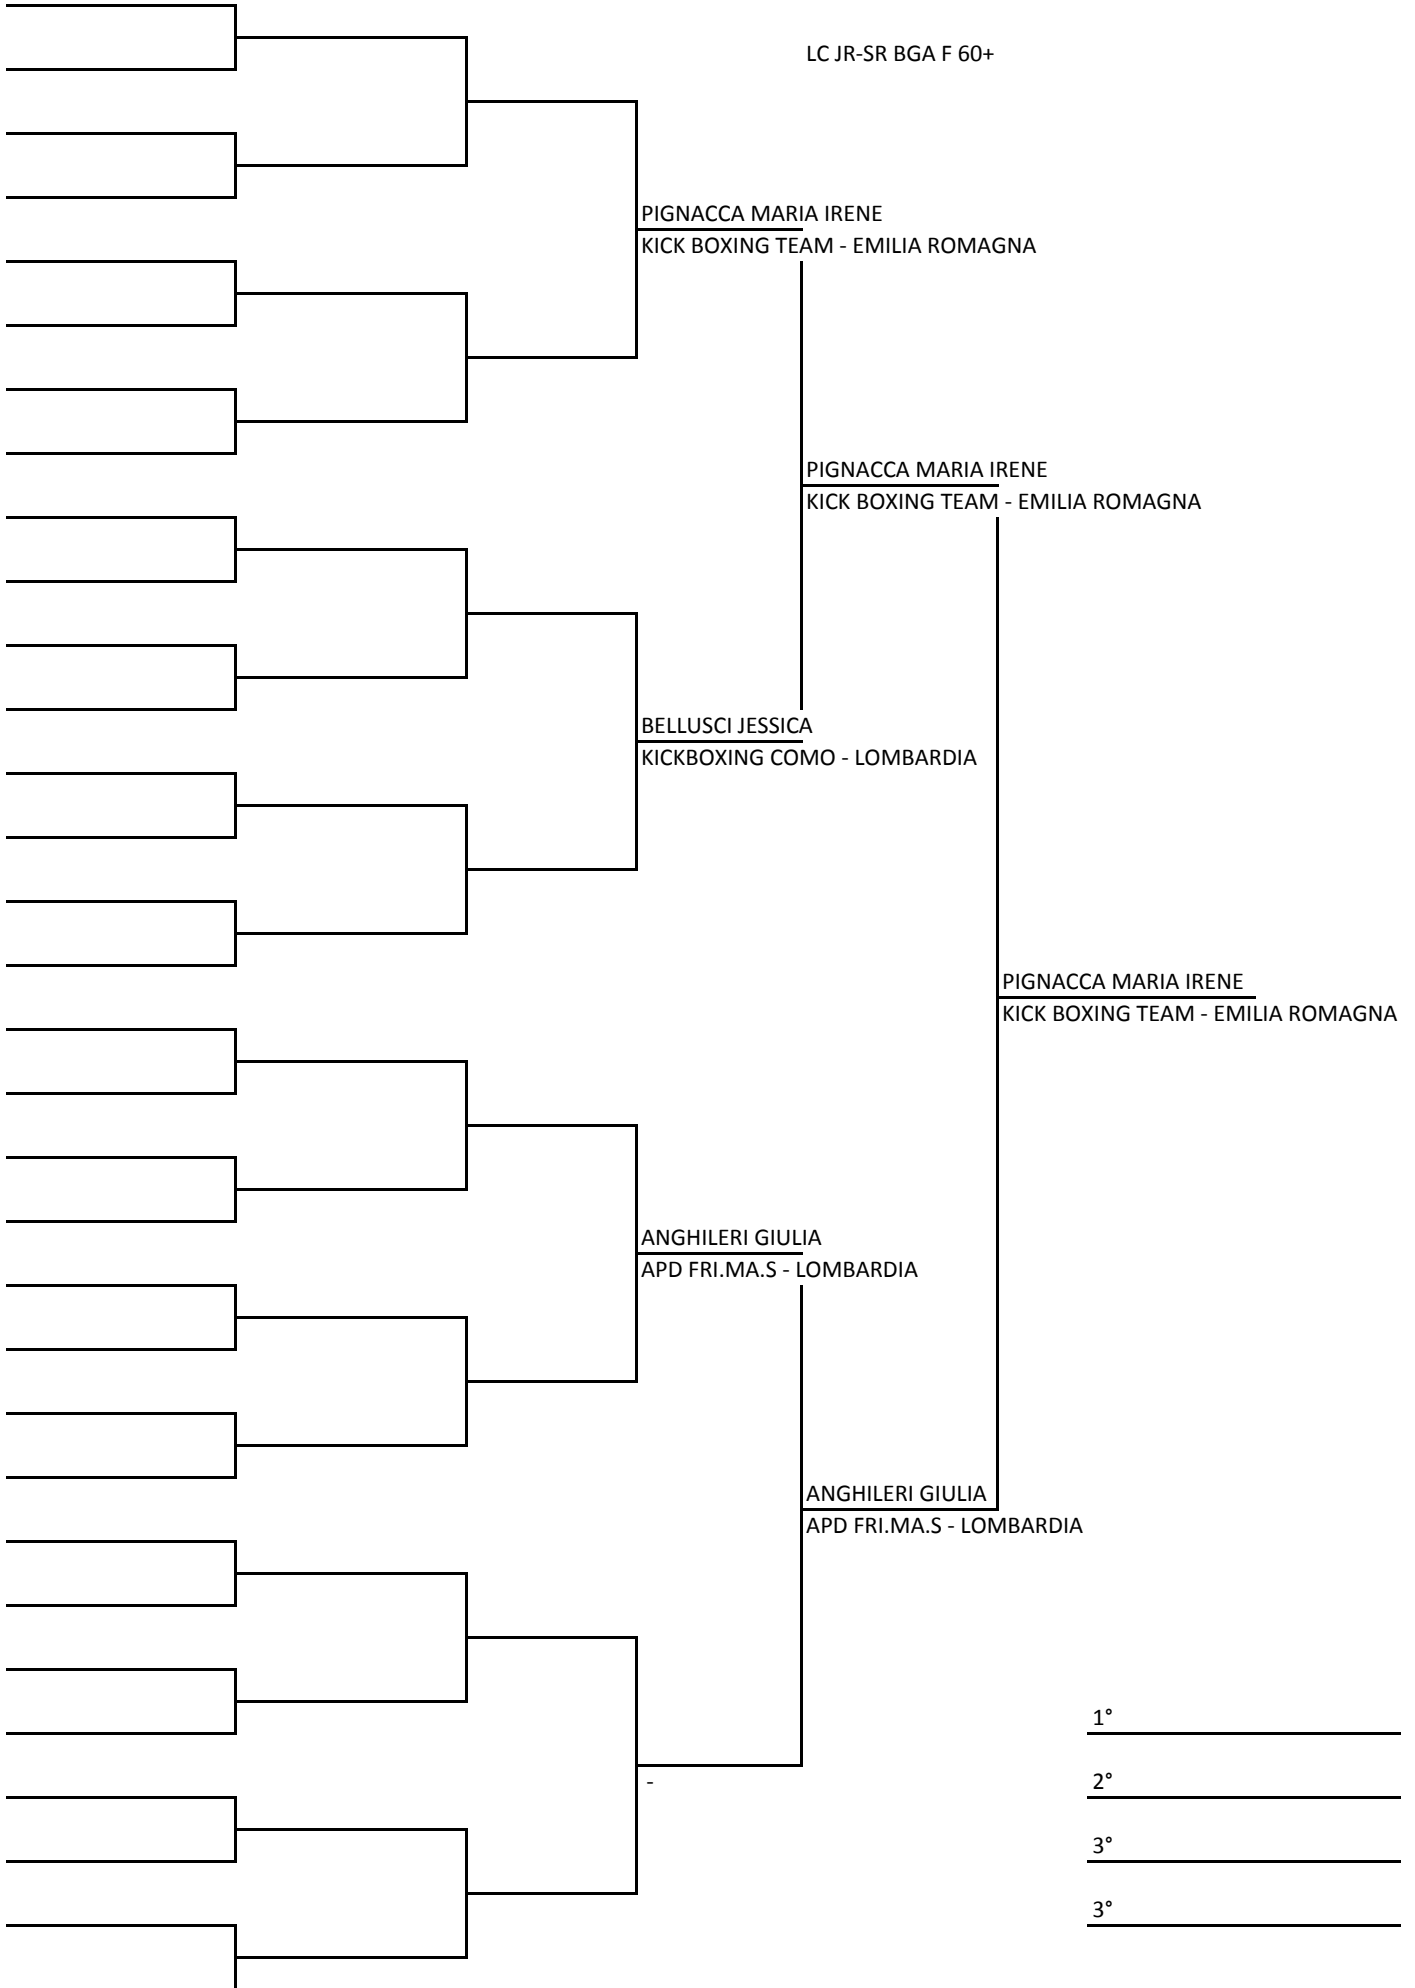 LC JR-SR BGA F 60+
PIGNACCA MARIA IRENE
KICK BOXING TEAM - EMILIA ROMAGNA
PIGNACCA MARIA IRENE
KICK BOXING TEAM - EMILIA ROMAGNA
BELLUSCI JESSICA
KICKBOXING COMO - LOMBARDIA
PIGNACCA MARIA IRENE
KICK BOXING TEAM - EMILIA ROMAGNA
ANGHILERI GIULIA
APD FRI.MA.S - LOMBARDIA
ANGHILERI GIULIA
APD FRI.MA.S - LOMBARDIA
1°
-
2°
3°
3°